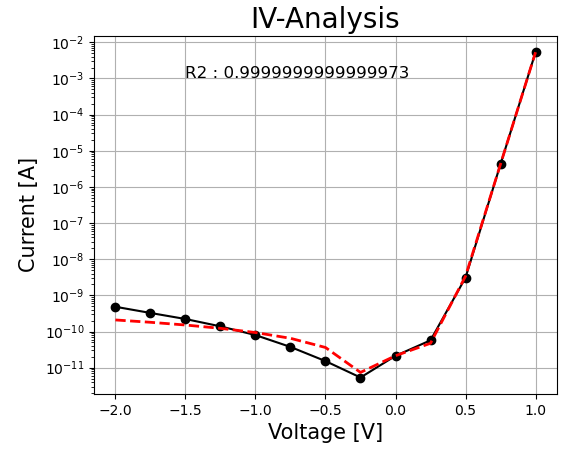 IV-Analysis
R2 : 0.9999999999999973
Current [A]
10⁻²
10⁻³
10⁻⁴
10⁻⁵
10⁻⁶
10⁻⁷
10⁻⁸
10⁻⁹
10⁻¹⁰
10⁻¹¹
−2.0 −1.5 −1.0 −0.5 0.0 0.5 1.0
Voltage [V]